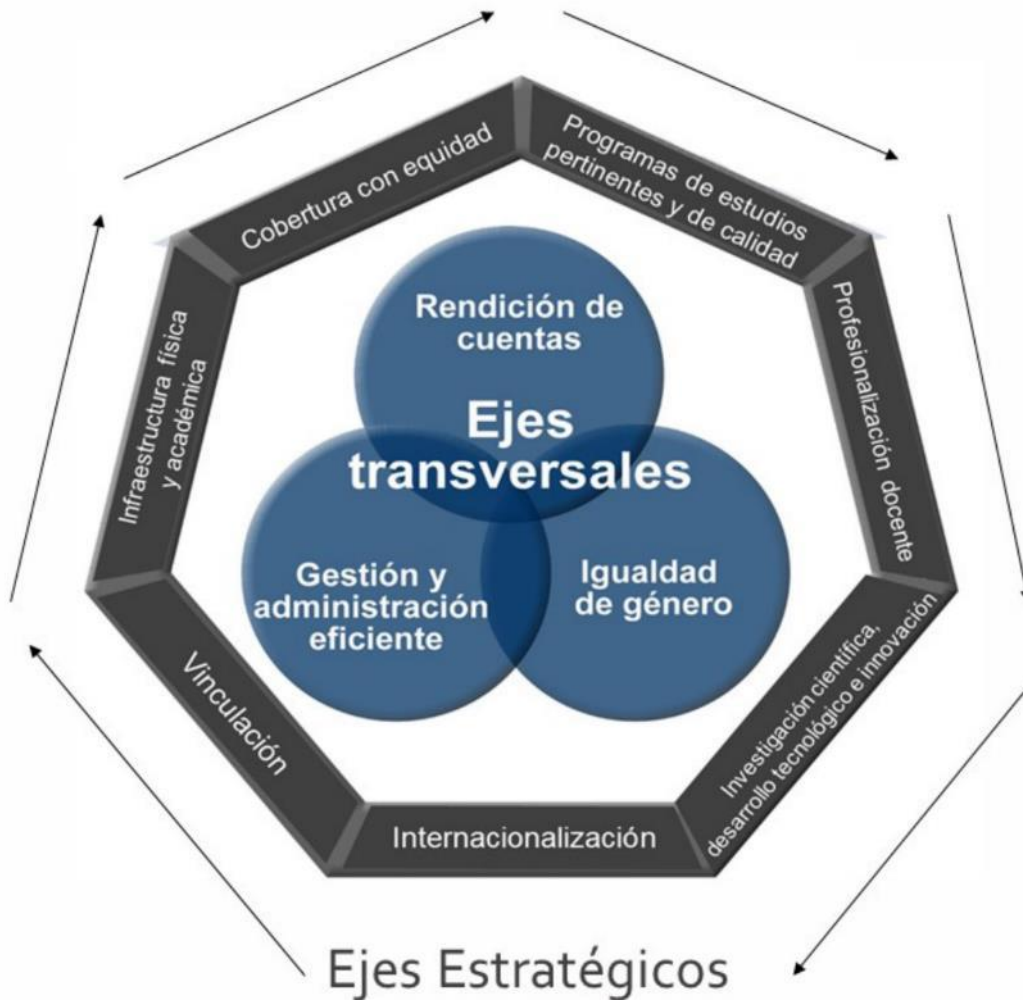 Cobertura con equidad
Programas de estudios
pertinentes y de calidad
Profesionalización docente
Investigación científica,
desarrollo tecnológico e innovación
Internacionalización
Vinculación
Infraestructura física
y académica
Rendición de
cuentas
Ejes
transversales
Gestión y
administración
eficiente
Igualdad
de género
Ejes Estratégicos